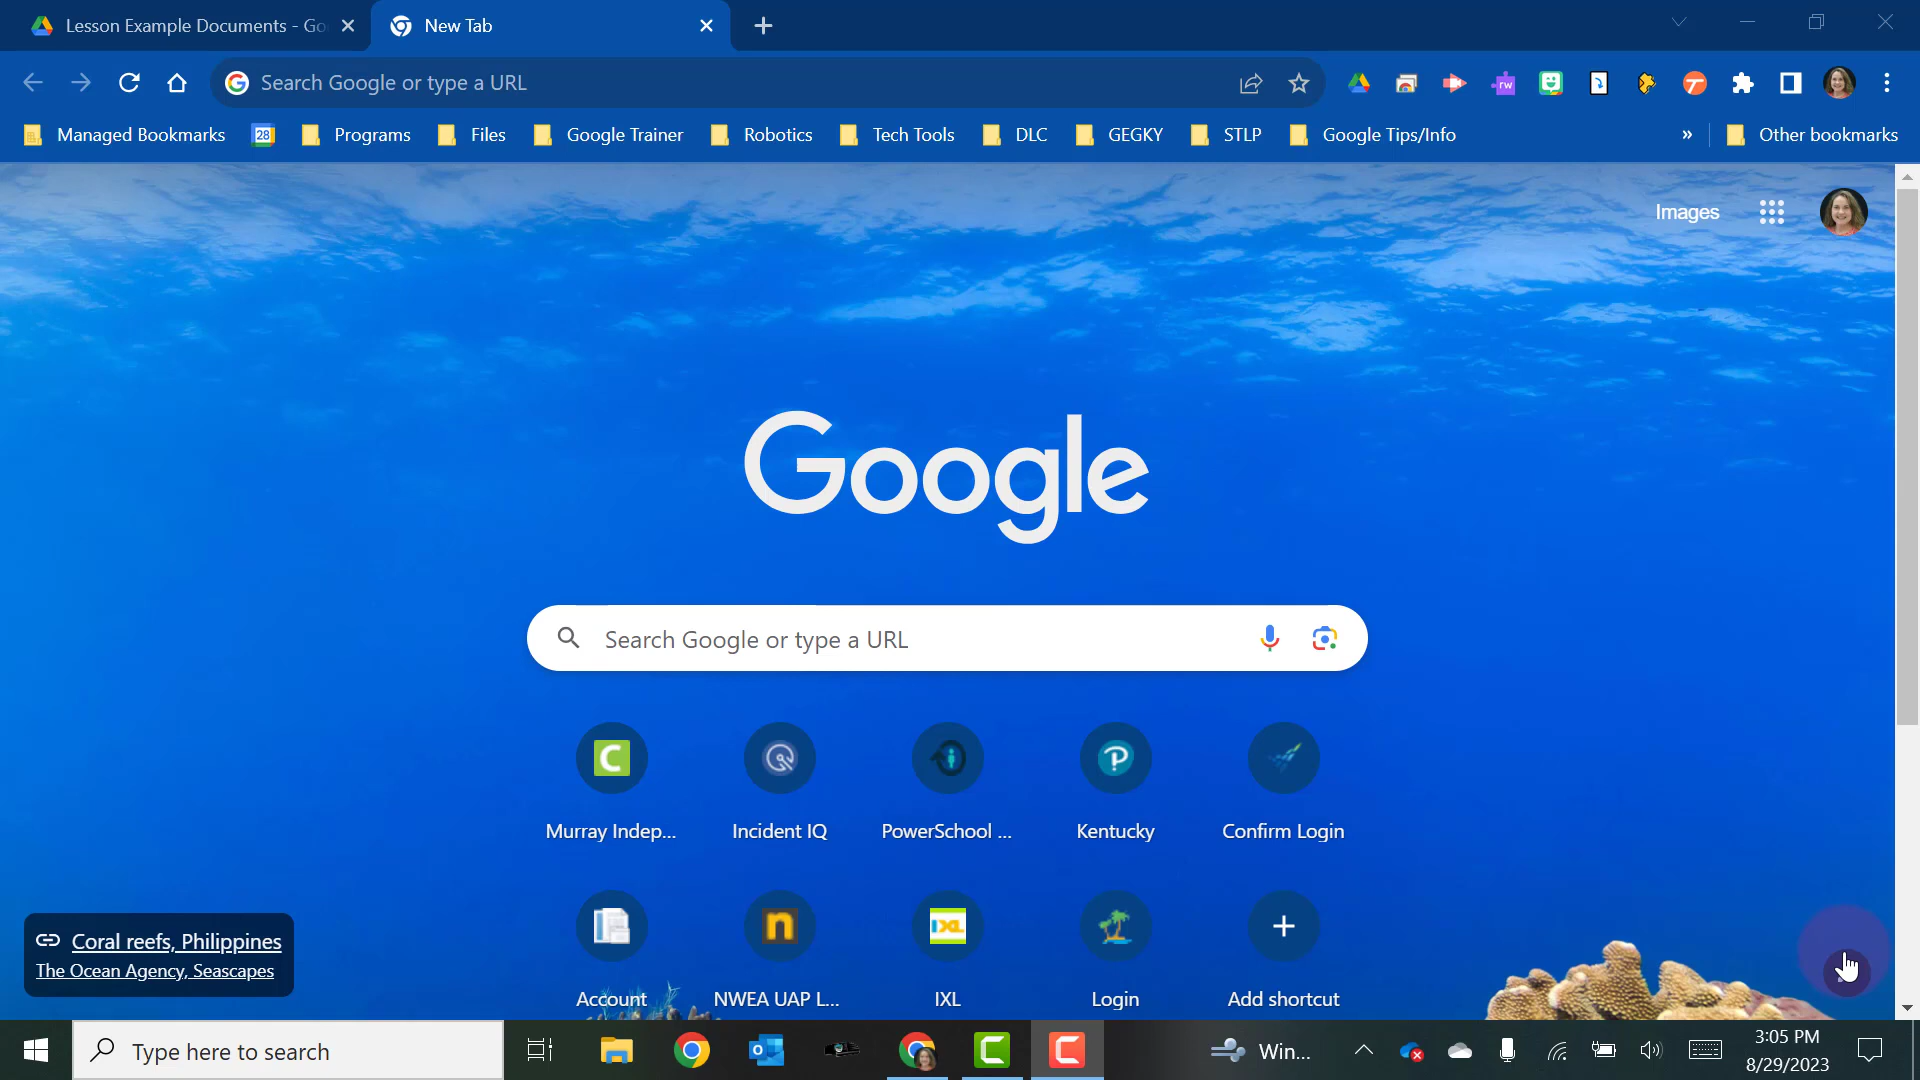 Lesson Example Documents - Go
New Tab
Search Google or type a URL
rw
Managed Bookmarks
28
Programs
Files
Google Trainer
Robotics
Tech Tools
DLC
GEGKY
STLP
Google Tips/Info
»
Other bookmarks
Images
Google
Search Google or type a URL
Murray Indep...
Incident IQ
PowerSchool ...
Kentucky
Confirm Login
IXL
Account
NWEA UAP L...
IXL
Login
Add shortcut
Coral reefs, Philippines
The Ocean Agency, Seascapes
Type here to search
Win...
3:05 PM
8/29/2023